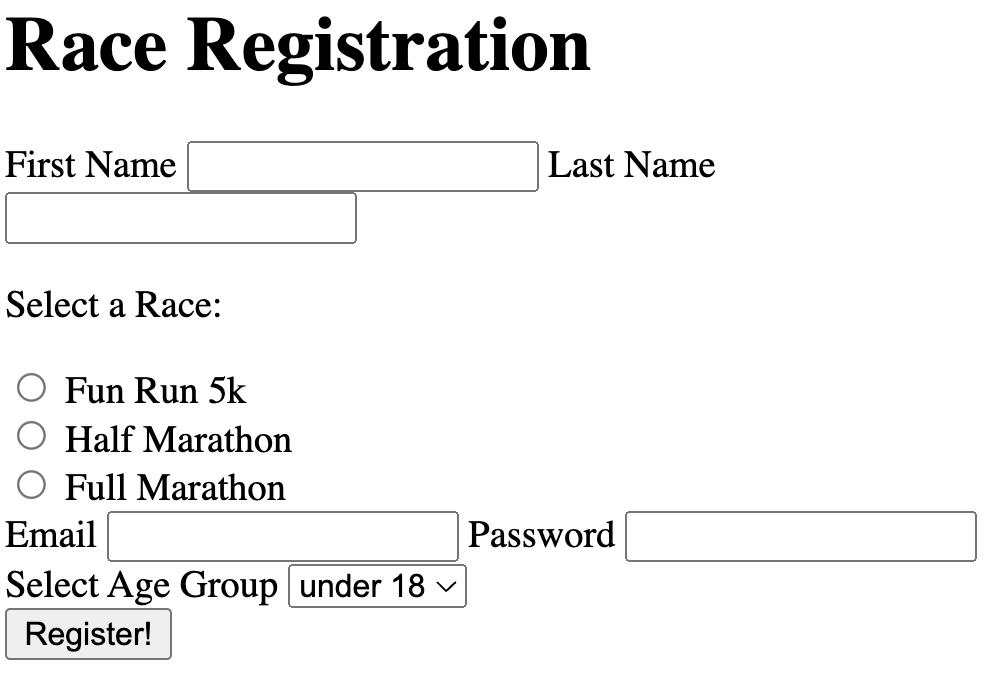 Race Registration
First Name Last Name
Select a Race:
Fun Run 5k
Half Marathon
Full Marathon
Email Password
Select Age Group under 18
Register!